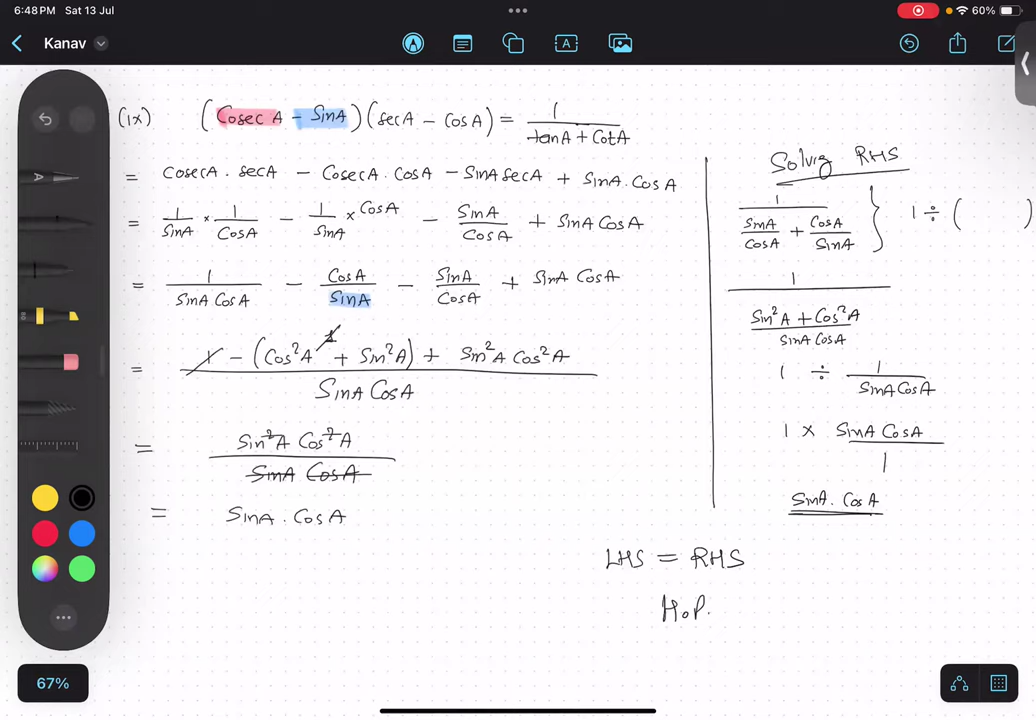 6:48 PM Sat 13 Jul
60%
Kanav
A
(ix) (Cosec A - SinA)(secA - CosA) = 1/(tanA + CotA)
= CosecA . secA - CosecA . CosA - SinA secA + SinA . CosA
= 1/SinA × 1/CosA - 1/SinA × CosA - SinA/CosA + SinA CosA
= 1/(SinA CosA) - CosA/SinA - SinA/CosA + SinA CosA
= (1 - (Cos²A + Sin²A) + Sin²A Cos²A)/(SinA CosA)
1
= (Sin²A Cos²A)/(SinA CosA)
= SinA . CosA
Solvig RHS
1/(SinA/CosA + CosA/SinA) } 1 ÷ ( )
1/((Sin²A + Cos²A)/(SinA CosA))
1 ÷ 1/(SinA CosA)
1 × (SinA CosA)/1
SinA . CosA
LHS = RHS
H.P.
67%